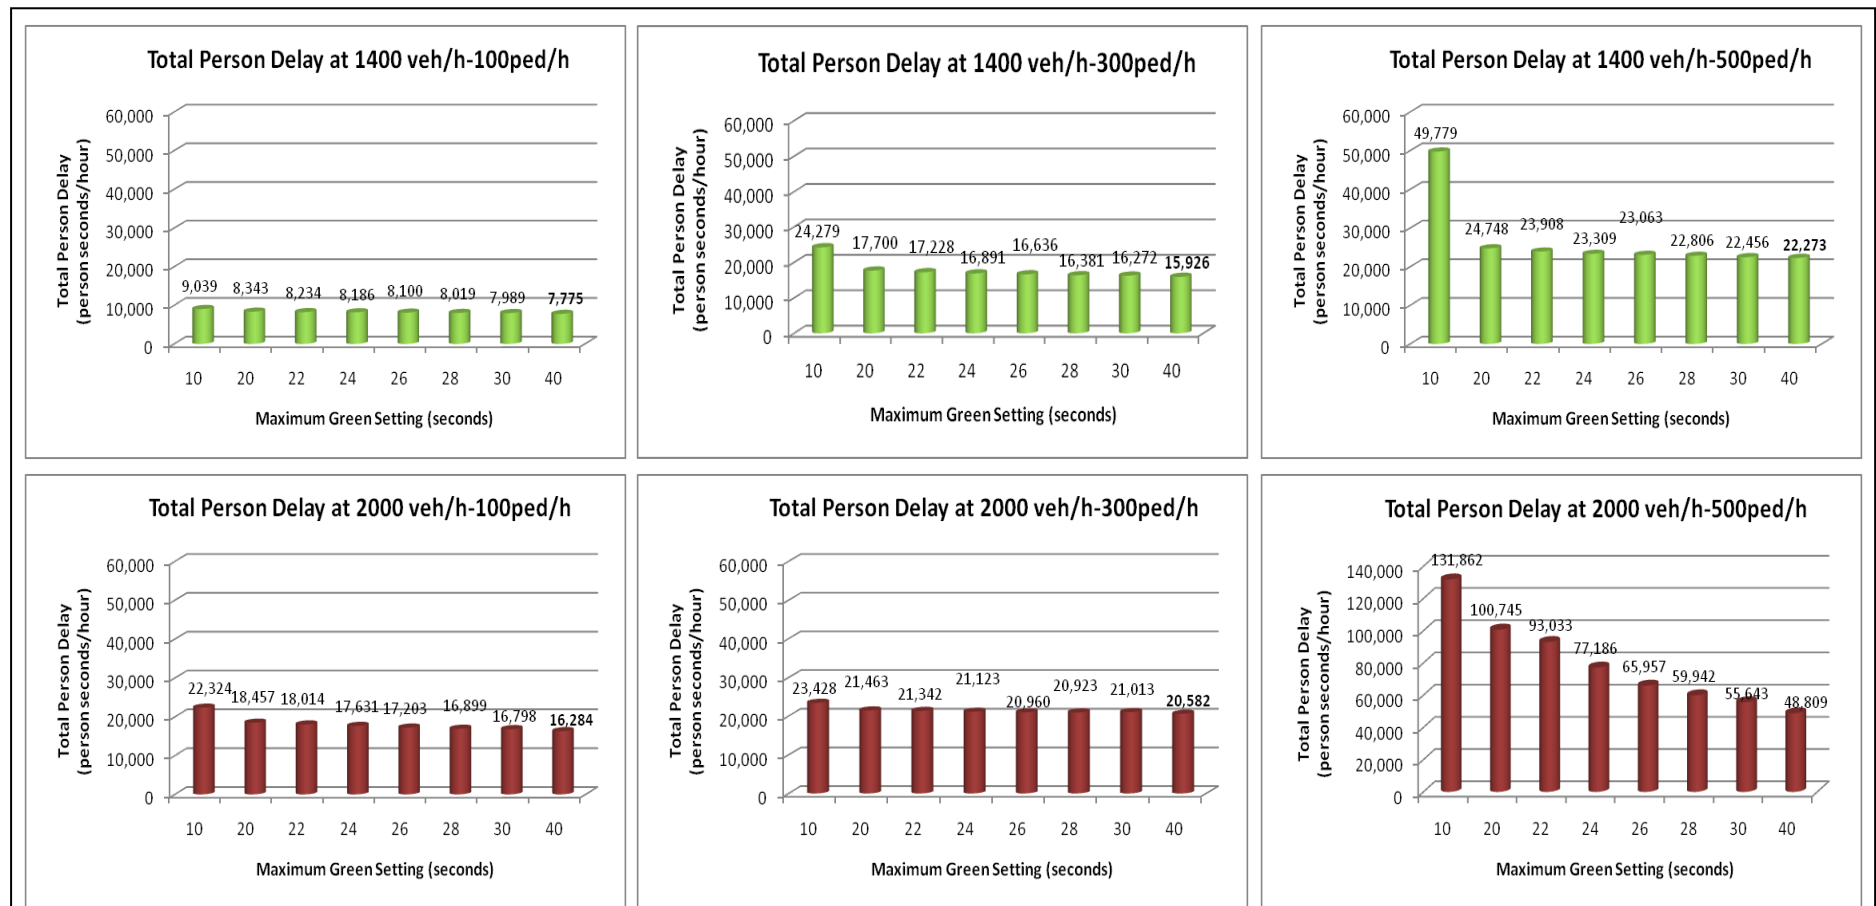 Total Person Delay at 1400 veh/h-100ped/h
Total Person Delay
(person seconds/hour)
60,000
50,000
40,000
30,000
20,000
10,000
0
9,039 8,343 8,234 8,186 8,100 8,019 7,989 7,775
10 20 22 24 26 28 30 40
Maximum Green Setting (seconds)
Total Person Delay at 1400 veh/h-300ped/h
Total Person Delay
(person seconds/hour)
60,000
50,000
40,000
30,000
20,000
10,000
0
24,279 17,700 17,228 16,891 16,636 16,381 16,272 15,926
10 20 22 24 26 28 30 40
Maximum Green Setting (seconds)
Total Person Delay at 1400 veh/h-500ped/h
Total Person Delay
(person seconds/hour)
60,000
50,000
40,000
30,000
20,000
10,000
0
49,779 24,748 23,908 23,309 23,063 22,806 22,456 22,273
10 20 22 24 26 28 30 40
Maximum Green Setting (seconds)
Total Person Delay at 2000 veh/h-100ped/h
Total Person Delay
(person seconds/hour)
60,000
50,000
40,000
30,000
20,000
10,000
0
22,324 18,457 18,014 17,631 17,203 16,899 16,798 16,284
10 20 22 24 26 28 30 40
Maximum Green Setting (seconds)
Total Person Delay at 2000 veh/h-300ped/h
Total Person Delay
(person seconds/hour)
60,000
50,000
40,000
30,000
20,000
10,000
0
23,428 21,463 21,342 21,123 20,960 20,923 21,013 20,582
10 20 22 24 26 28 30 40
Maximum Green Setting (seconds)
Total Person Delay at 2000 veh/h-500ped/h
Total Person Delay
(person seconds/hour)
140,000
120,000
100,000
80,000
60,000
40,000
20,000
0
131,862 100,745 93,033 77,186 65,957 59,942 55,643 48,809
10 20 22 24 26 28 30 40
Maximum Green Setting (seconds)